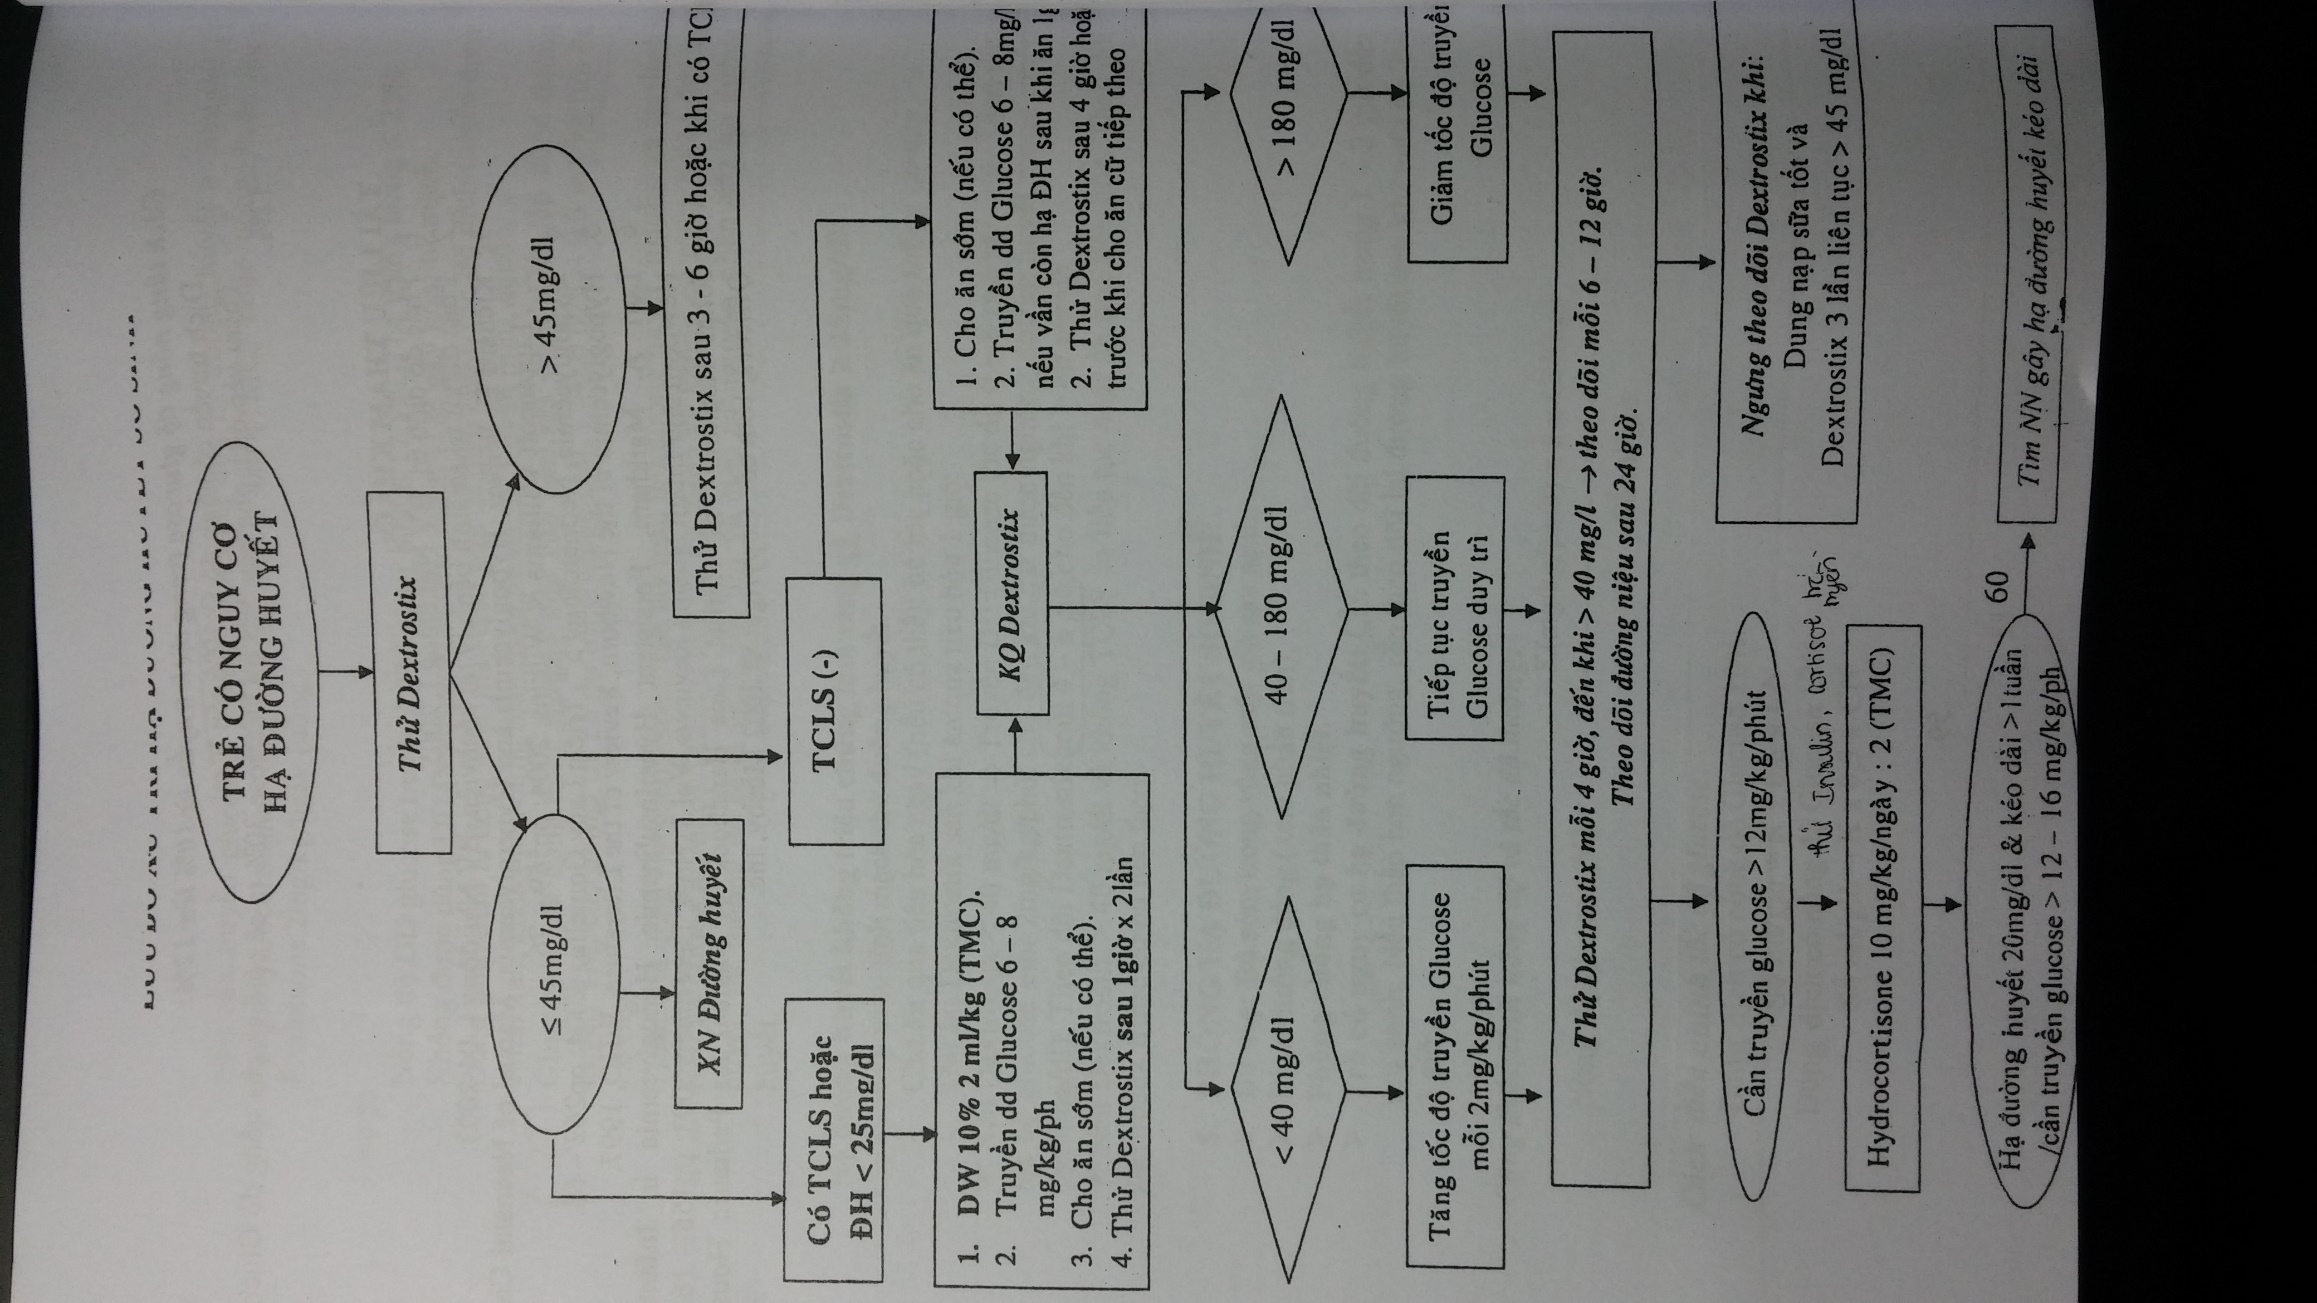 TRẺ CÓ NGUY CƠ
HẠ ĐƯỜNG HUYẾT
Thử Dextrostix
≤ 45mg/dl
> 45mg/dl
XN Đường huyết
Thử Dextrostix sau 3 - 6 giờ hoặc khi có
Có TCLS hoặc
ĐH < 25mg/dl
TCLS (-)
1. DW 10% 2 ml/kg (TMC).
2. Truyền dd Glucose 6 – 8
mg/kg/ph
3. Cho ăn sớm (nếu có thể).
4. Thử Dextrostix sau 1giờ x 2lần
KQ Dextrostix
1. Cho ăn sớm (nếu có thể).
2. Truyền dd Glucose 6 – 8mg/
nếu vẫn còn hạ ĐH sau khi ăn
2. Thử Dextrostix sau 4 giờ
trước khi cho ăn cữ tiếp theo
< 40 mg/dl
40 – 180 mg/dl
> 180 mg/dl
Tăng tốc độ truyền Glucose
mỗi 2mg/kg/phút
Tiếp tục truyền
Glucose duy trì
Giảm tốc độ
Glucose
Thử Dextrostix mỗi 4 giờ, đến khi > 40 mg/l → theo dõi mỗi 6 – 12 giờ.
Theo dõi đường niệu sau 24 giờ.
Cần truyền glucose >12mg/kg/phút
Ngưng theo dõi Dextrostix khi:
Dung nạp sữa tốt và
Dextrostix 3 lần liên tục > 45 mg/dl
thử Insulin, cortisol
Hydrocortisone 10 mg/kg/ngày : 2 (TMC)
Hạ đường huyết 20mg/dl & kéo dài >1tuần
/cần truyền glucose > 12 – 16 mg/kg/ph
60
Tìm NN gây hạ đường huyết kéo dài